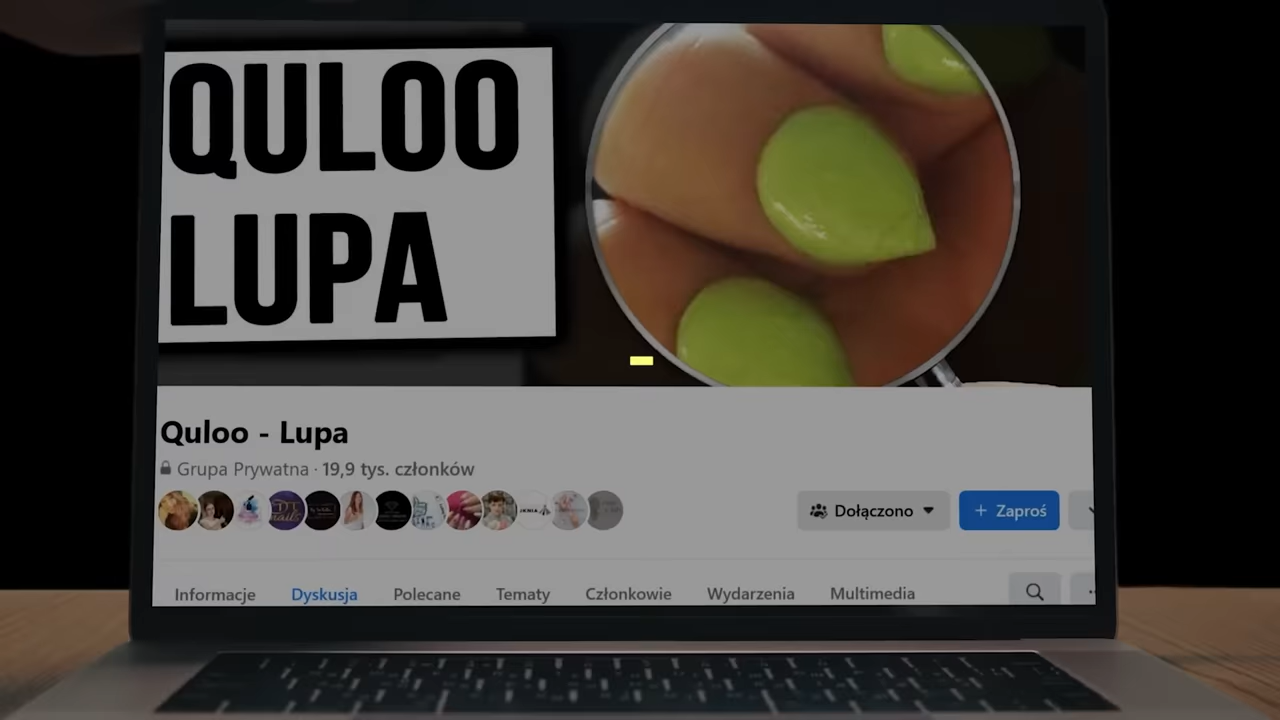 QULOO
LUPA
Quloo - Lupa
Grupa Prywatna · 19,9 tys. członków
Dołączono
+ Zaproś
Informacje
Dyskusja
Polecane
Tematy
Członkowie
Wydarzenia
Multimedia